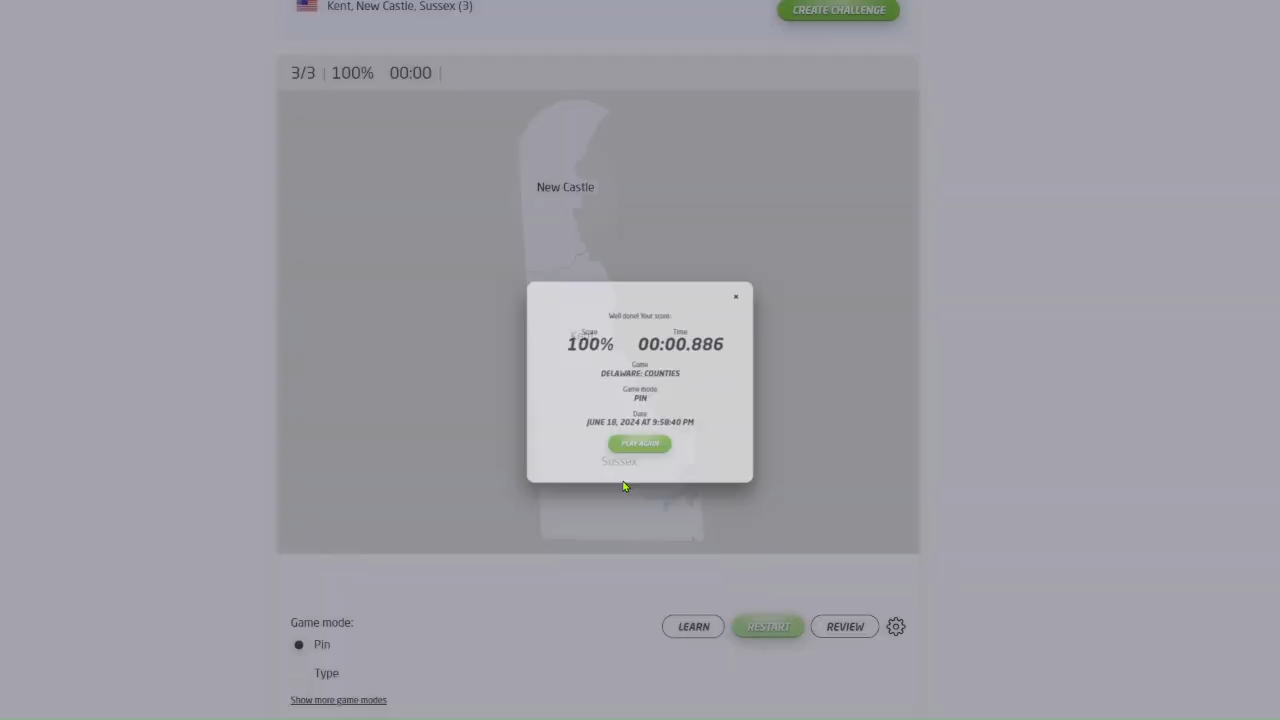 Kent, New Castle, Sussex (3)
CREATE CHALLENGE
3/3 | 100% 00:00 |
New Castle
×
Well done! Your score:
Score Time
100% 00:00.886
Game
DELAWARE: COUNTIES
Game mode:
PIN
Date
JUNE 18, 2024 AT 9:58:40 PM
PLAY AGAIN
Sussex
Game mode:
LEARN RESTART REVIEW
Pin
Type
Show more game modes